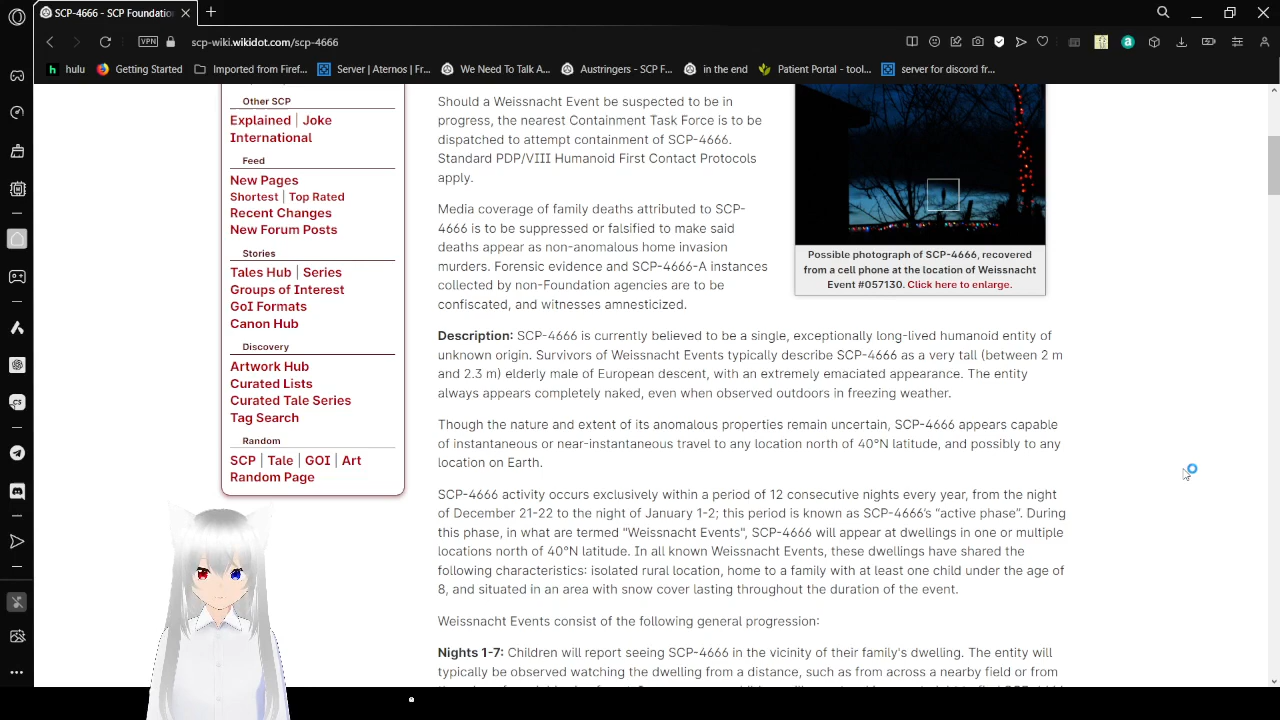 SCP-4666 - SCP Foundatio
scp-wiki.wikidot.com/scp-4666
VPN
hulu
Getting Started
Imported from Firef...
Server | Aternos | Fr...
We Need To Talk A...
Austringers - SCP F...
in the end
Patient Portal - tool...
server for discord fr...
Other SCP
Explained | Joke
International
Feed
New Pages
Shortest | Top Rated
Recent Changes
New Forum Posts
Stories
Tales Hub | Series
Groups of Interest
GoI Formats
Canon Hub
Discovery
Artwork Hub
Curated Lists
Curated Tale Series
Tag Search
Random
SCP | Tale | GOI | Art
Random Page
Should a Weissnacht Event be suspected to be in
progress, the nearest Containment Task Force is to be
dispatched to attempt containment of SCP-4666.
Standard PDP/VIII Humanoid First Contact Protocols
apply.
Media coverage of family deaths attributed to SCP-
4666 is to be suppressed or falsified to make said
deaths appear as non-anomalous home invasion
murders. Forensic evidence and SCP-4666-A instances
collected by non-Foundation agencies are to be
confiscated, and witnesses amnesticized.
Possible photograph of SCP-4666, recovered
from a cell phone at the location of Weissnacht
Event #057130. Click here to enlarge.
Description: SCP-4666 is currently believed to be a single, exceptionally long-lived humanoid entity of
unknown origin. Survivors of Weissnacht Events typically describe SCP-4666 as a very tall (between 2 m
and 2.3 m) elderly male of European descent, with an extremely emaciated appearance. The entity
always appears completely naked, even when observed outdoors in freezing weather.
Though the nature and extent of its anomalous properties remain uncertain, SCP-4666 appears capable
of instantaneous or near-instantaneous travel to any location north of 40°N latitude, and possibly to any
location on Earth.
SCP-4666 activity occurs exclusively within a period of 12 consecutive nights every year, from the night
of December 21-22 to the night of January 1-2; this period is known as SCP-4666's “active phase”. During
this phase, in what are termed "Weissnacht Events", SCP-4666 will appear at dwellings in one or multiple
locations north of 40°N latitude. In all known Weissnacht Events, these dwellings have shared the
following characteristics: isolated rural location, home to a family with at least one child under the age of
8, and situated in an area with snow cover lasting throughout the duration of the event.
Weissnacht Events consist of the following general progression:
Nights 1-7: Children will report seeing SCP-4666 in the vicinity of their family's dwelling. The entity will
typically be observed watching the dwelling from a distance, such as from across a nearby field or from